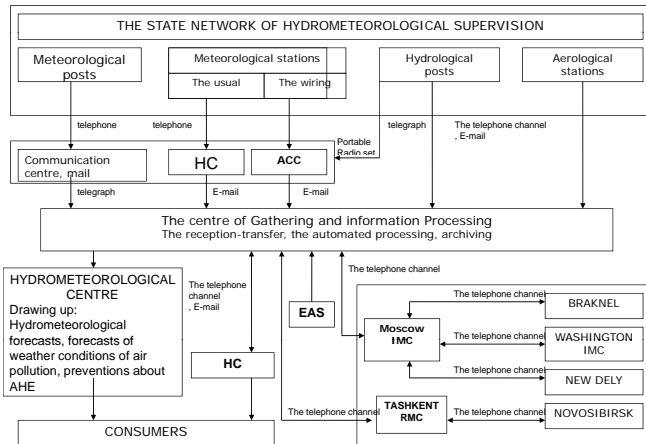 THE STATE NETWORK OF HYDROMETEOROLOGICAL SUPERVISION
Meteorological
posts
Meteorological stations
The usual
The wiring
Hydrological
posts
Aerological
stations
telephone
telephone
telegraph
The telephone channel
, E-mail
Portable
Radio set
Communication
centre, mail
HC
ACC
telegraph
E-mail
E-mail
The centre of Gathering and information Processing
The reception-transfer, the automated processing, archiving
HYDROMETEOROLOGICAL
CENTRE
Drawing up:
Hydrometeorological
forecasts, forecasts of
weather conditions of air
pollution, preventions about
AHE
The telephone
channel
, E-mail
EAS
HC
The telephone channel
Moscow
IMC
The telephone channel
BRAKNEL
The telephone channel
WASHINGTON
IMC
The telephone channel
NEW DELY
The telephone channel
TASHKENT
RMC
The telephone channel
NOVOSIBIRSK
CONSUMERS